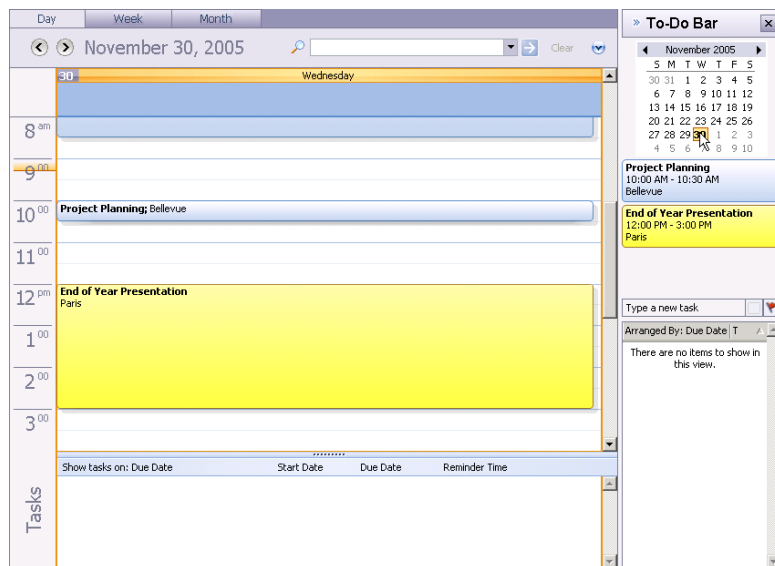 Day Week Month
November 30, 2005 Clear
30 Wednesday
8 am
9 00
10 00 Project Planning; Bellevue
11 00
12 pm End of Year Presentation
Paris
1 00
2 00
3 00
Show tasks on: Due Date Start Date Due Date Reminder Time
Tasks
» To-Do Bar
November 2005
S M T W T F S
30 31 1 2 3 4 5
6 7 8 9 10 11 12
13 14 15 16 17 18 19
20 21 22 23 24 25 26
27 28 29 30 1 2 3
4 5 6 8 9 10
Project Planning
10:00 AM - 10:30 AM
Bellevue
End of Year Presentation
12:00 PM - 3:00 PM
Paris
Type a new task
Arranged By: Due Date T
There are no items to show in
this view.